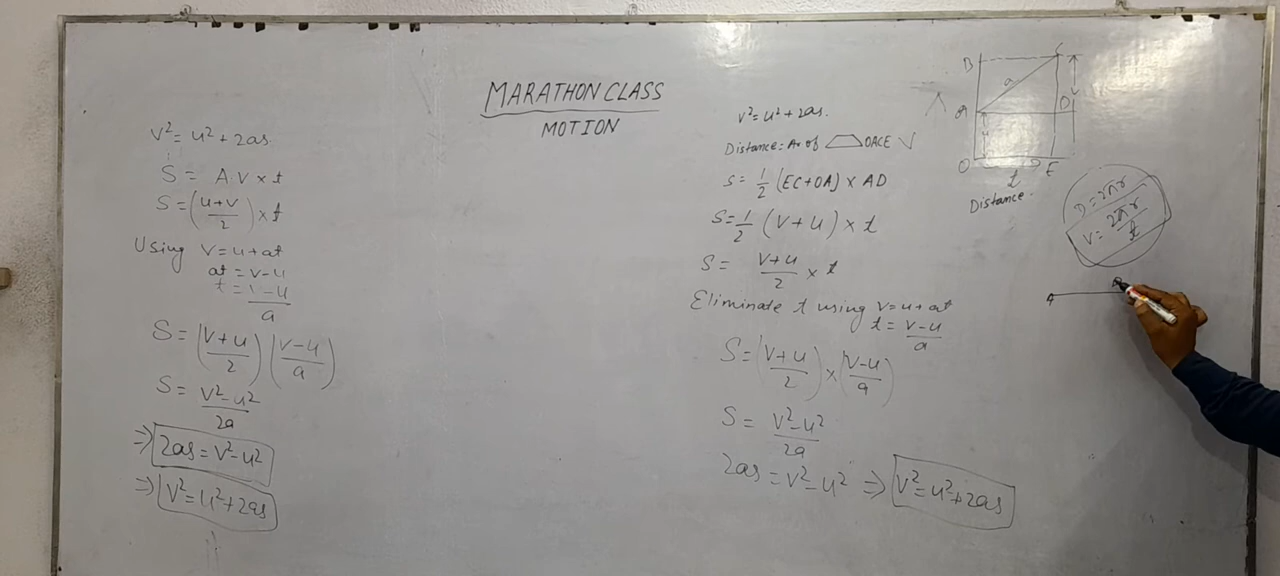 MARATHON CLASS
MOTION
V² = u² + 2as
S = A.V × t
S = (u+v/2) × t
Using V = u + at
at = v - u
t = v - u / a
S = (V+u/2) (V-u/a)
S = V² - u² / 2a
⇒ 2as = V² - u²
⇒ V² = u² + 2as
V² = u² + 2as.
Distance = Ar of ⏢ OACE √
S = 1/2 (EC + OA) × AD
S = 1/2 (V + u) × t
S = V+u/2 × t
Eliminate t using V = u + at
t = v - u / a
S = (V+u/2) × (V-u/a)
S = V² - u² / 2a
2as = V² - u² ⇒ V² = u² + 2as
B C
a
A D
O E
t
Distance.
D = 2πr
V = 2πr / t
A